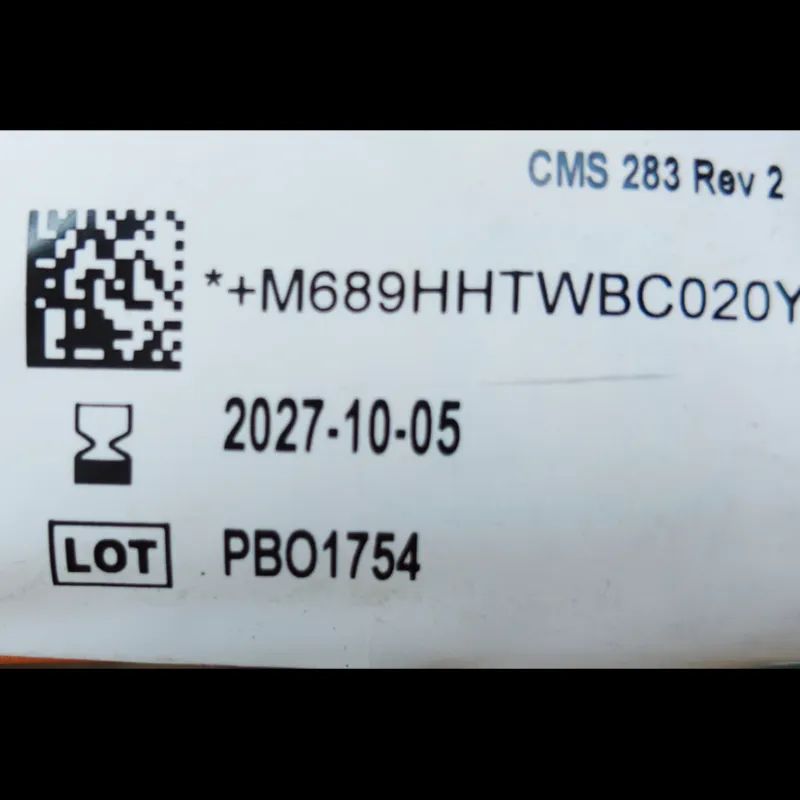 CMS 283 Rev 2
*+M689HHTWBC020Y
2027-10-05
LOT PBO1754